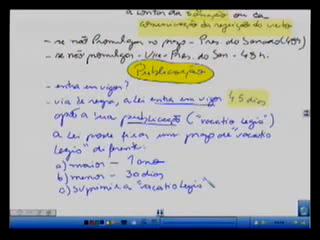 a contar da sanção ou da
comunicação da rejeição do veto
- se não Promulgar no prazo - Pres. do Senado (48h)
- se não promulgar - Vice-Pres. do Sen - 48h.
Publicação
- entra em vigor?
- via de regra, a lei entra em vigor 45 dias
após a sua publicação ("vacatio legis")
a lei pode fixar um prazo de "vacatio
legis" diferente:
a) maior - 1 ano
b) menor - 30 dias
c) suprimir a "vacatio legis"